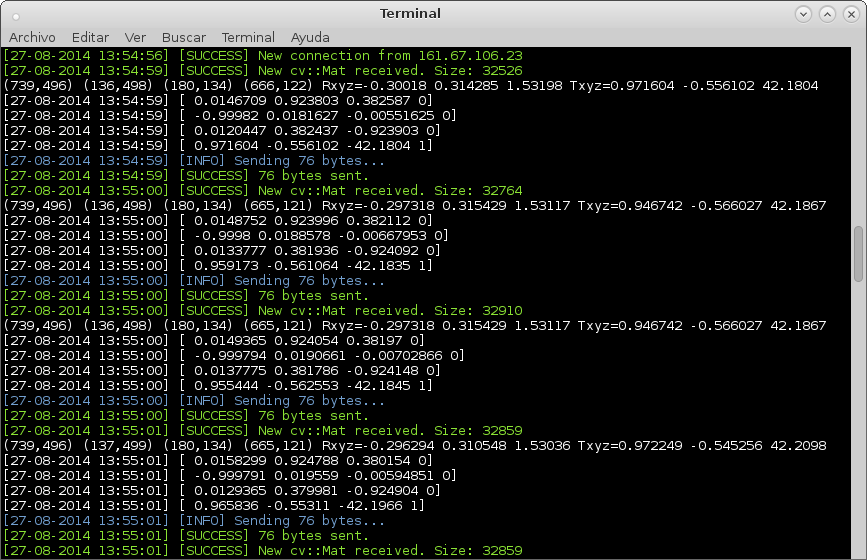 Terminal
Archivo Editar Ver Buscar Terminal Ayuda
[27-08-2014 13:54:56] [SUCCESS] New connection from 161.67.106.23
[27-08-2014 13:54:59] [SUCCESS] New cv::Mat received. Size: 32526
(739,496) (136,498) (180,134) (666,122) Rxyz=-0.30018 0.314285 1.53198 Txyz=0.971604 -0.556102 42.1804
[27-08-2014 13:54:59] [ 0.0146709 0.923803 0.382587 0]
[27-08-2014 13:54:59] [ -0.99982 0.0181627 -0.00551625 0]
[27-08-2014 13:54:59] [ 0.0120447 0.382437 -0.923903 0]
[27-08-2014 13:54:59] [ 0.971604 -0.556102 -42.1804 1]
[27-08-2014 13:54:59] [INFO] Sending 76 bytes...
[27-08-2014 13:54:59] [SUCCESS] 76 bytes sent.
[27-08-2014 13:55:00] [SUCCESS] New cv::Mat received. Size: 32764
(739,496) (136,498) (180,134) (665,121) Rxyz=-0.297318 0.315429 1.53117 Txyz=0.946742 -0.566027 42.1867
[27-08-2014 13:55:00] [ 0.0148752 0.923996 0.382112 0]
[27-08-2014 13:55:00] [ -0.9998 0.0188578 -0.00667953 0]
[27-08-2014 13:55:00] [ 0.0133777 0.381936 -0.924092 0]
[27-08-2014 13:55:00] [ 0.959173 -0.561064 -42.1835 1]
[27-08-2014 13:55:00] [INFO] Sending 76 bytes...
[27-08-2014 13:55:00] [SUCCESS] 76 bytes sent.
[27-08-2014 13:55:00] [SUCCESS] New cv::Mat received. Size: 32910
(739,496) (136,498) (180,134) (665,121) Rxyz=-0.297318 0.315429 1.53117 Txyz=0.946742 -0.566027 42.1867
[27-08-2014 13:55:00] [ 0.0149365 0.924054 0.38197 0]
[27-08-2014 13:55:00] [ -0.999794 0.0190661 -0.00702866 0]
[27-08-2014 13:55:00] [ 0.0137775 0.381786 -0.924148 0]
[27-08-2014 13:55:00] [ 0.955444 -0.562553 -42.1845 1]
[27-08-2014 13:55:00] [INFO] Sending 76 bytes...
[27-08-2014 13:55:00] [SUCCESS] 76 bytes sent.
[27-08-2014 13:55:01] [SUCCESS] New cv::Mat received. Size: 32859
(739,496) (137,499) (180,134) (665,121) Rxyz=-0.296294 0.310548 1.53036 Txyz=0.972249 -0.545256 42.2098
[27-08-2014 13:55:01] [ 0.0158299 0.924788 0.380154 0]
[27-08-2014 13:55:01] [ -0.999791 0.019559 -0.00594851 0]
[27-08-2014 13:55:01] [ 0.0129365 0.379981 -0.924904 0]
[27-08-2014 13:55:01] [ 0.965836 -0.55311 -42.1966 1]
[27-08-2014 13:55:01] [INFO] Sending 76 bytes...
[27-08-2014 13:55:01] [SUCCESS] 76 bytes sent.
[27-08-2014 13:55:01] [SUCCESS] New cv::Mat received. Size: 32859